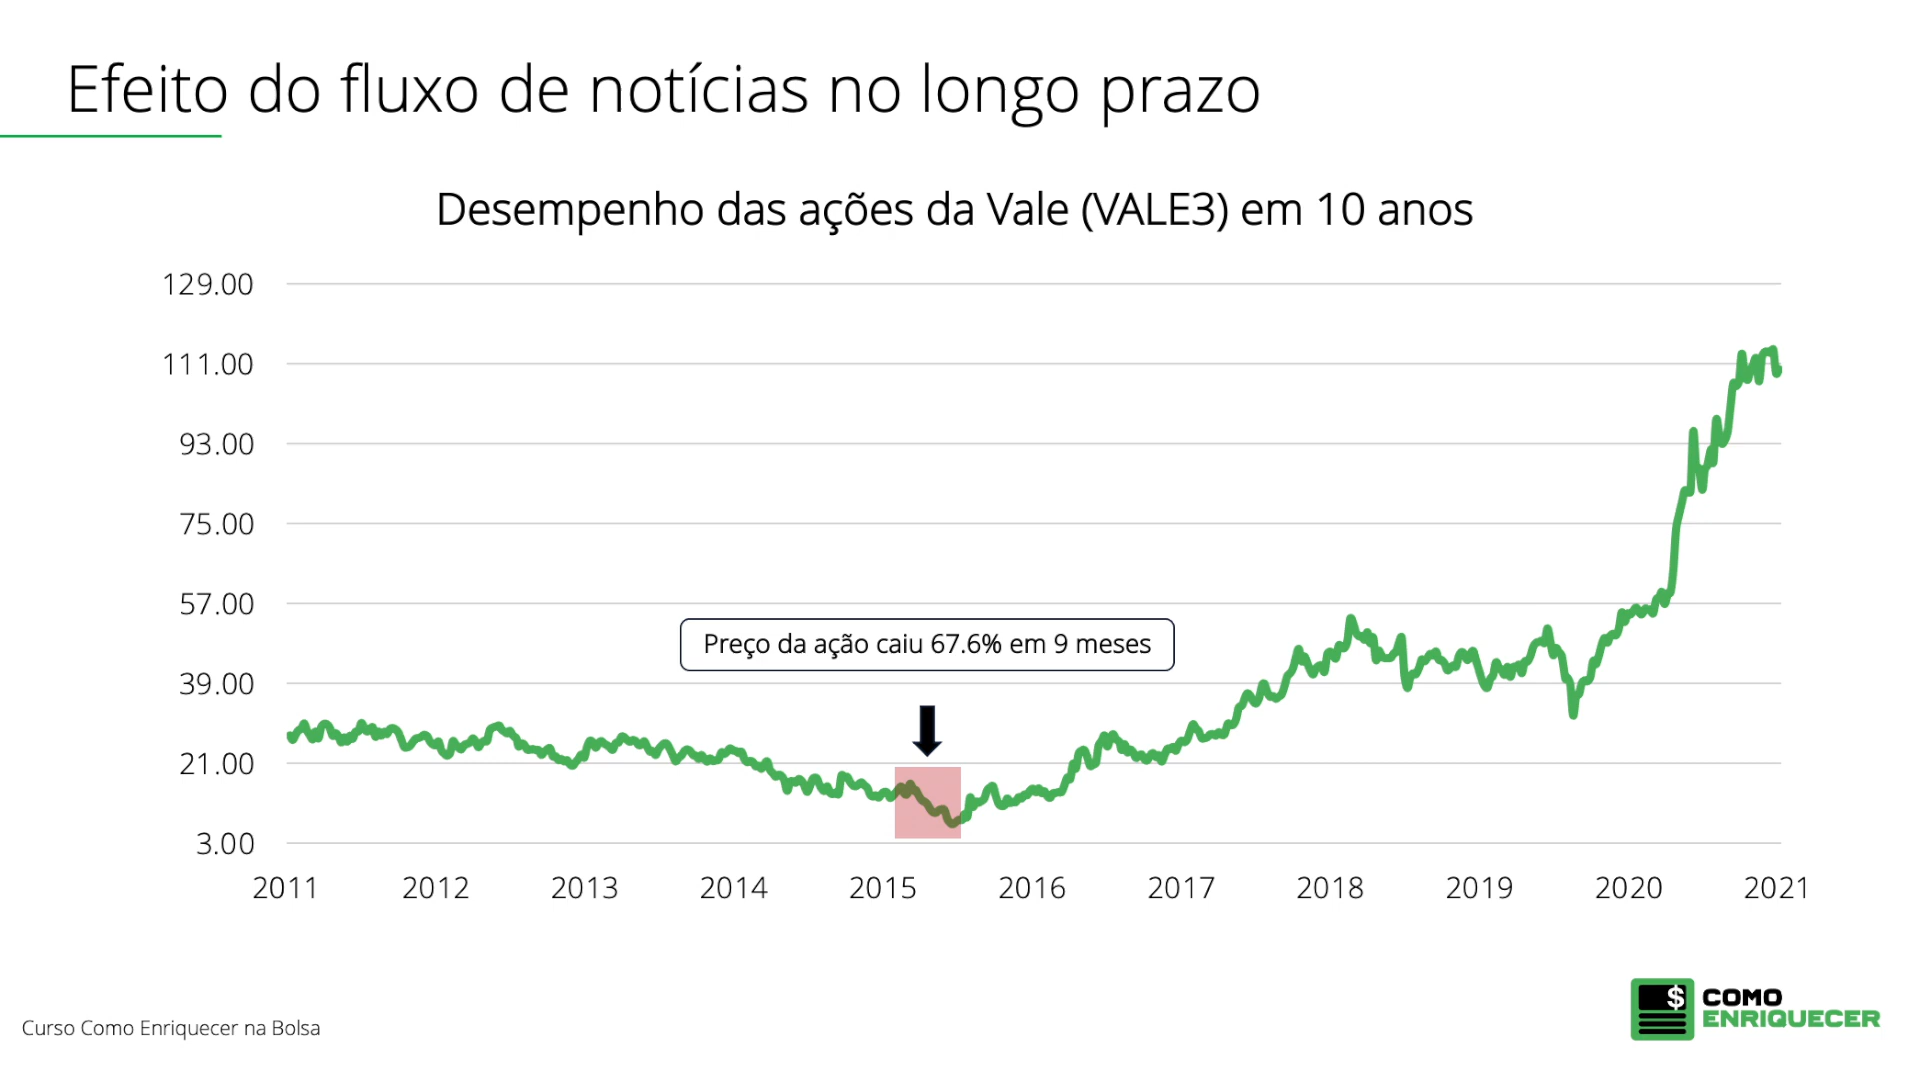 Efeito do fluxo de notícias no longo prazo
Desempenho das ações da Vale (VALE3) em 10 anos
129.00
111.00
93.00
75.00
57.00
Preço da ação caiu 67.6% em 9 meses
39.00
21.00
3.00
2011 2012 2013 2014 2015 2016 2017 2018 2019 2020 2021
$
COMO
ENRIQUECER
Curso Como Enriquecer na Bolsa